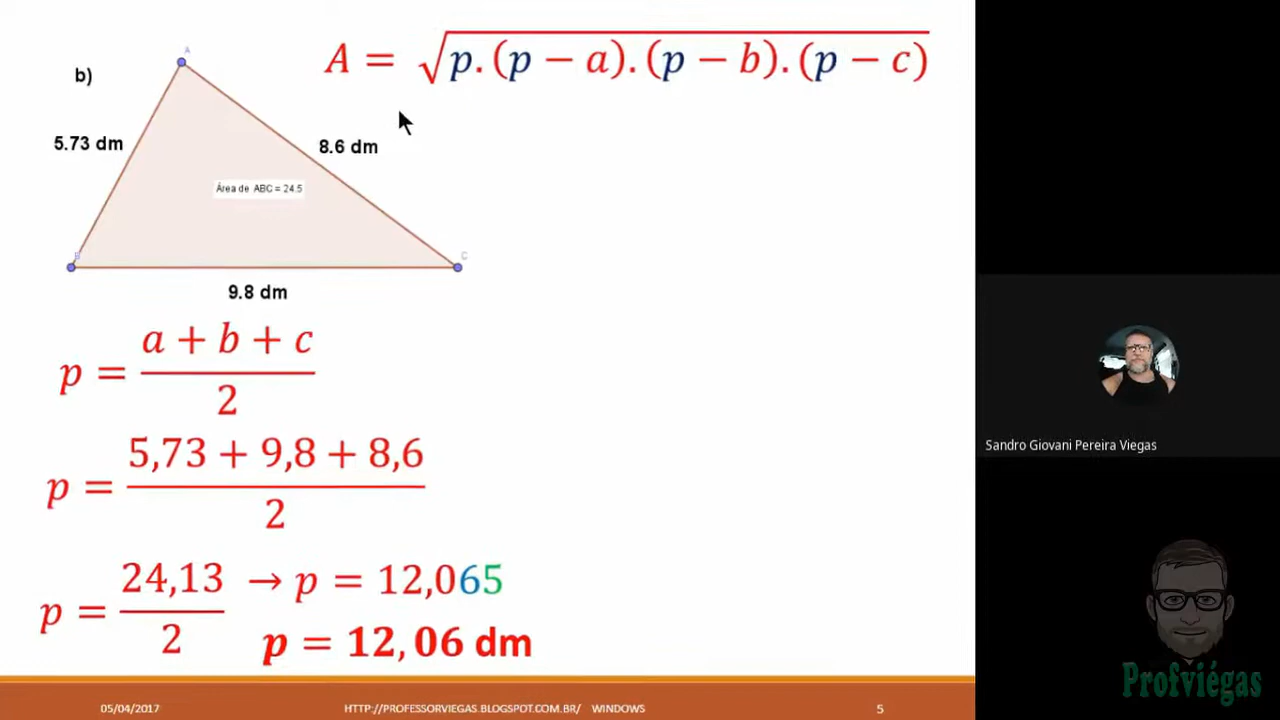 A = √p.(p − a).(p − b).(p − c)
b)
A
5.73 dm
8.6 dm
Área de ABC = 24.5
B
C
9.8 dm
p = a + b + c / 2
p = 5,73 + 9,8 + 8,6 / 2
p = 24,13 / 2 → p = 12,065
p = 12,06 dm
05/04/2017
HTTP://PROFESSORVIEGAS.BLOGSPOT.COM.BR/ WINDOWS
5
Sandro Giovani Pereira Viegas
Profviégas